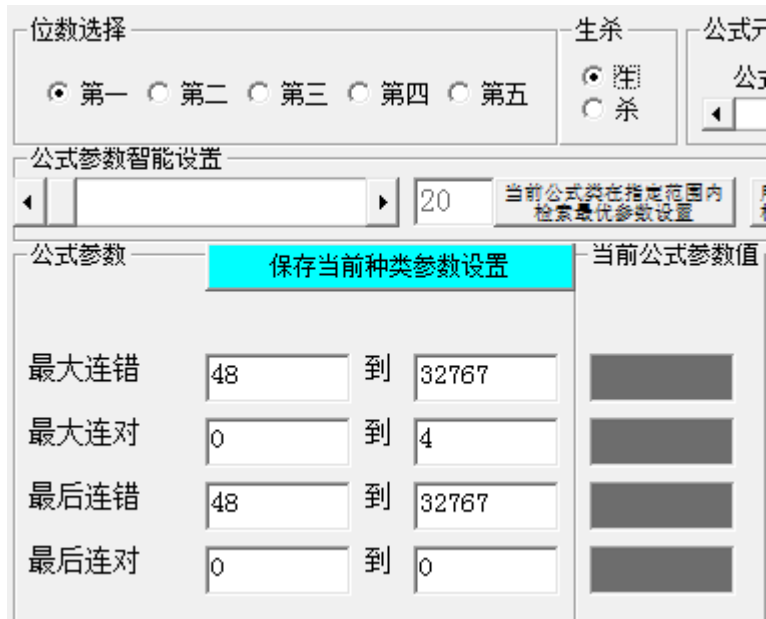 位数选择
第一 第二 第三 第四 第五
生杀
生
杀
公式
公式参数智能设置
20
当前公式类在指定范围内
检索最优参数设置
公式参数
保存当前种类参数设置
当前公式参数值
最大连错 48 到 32767
最大连对 0 到 4
最后连错 48 到 32767
最后连对 0 到 0